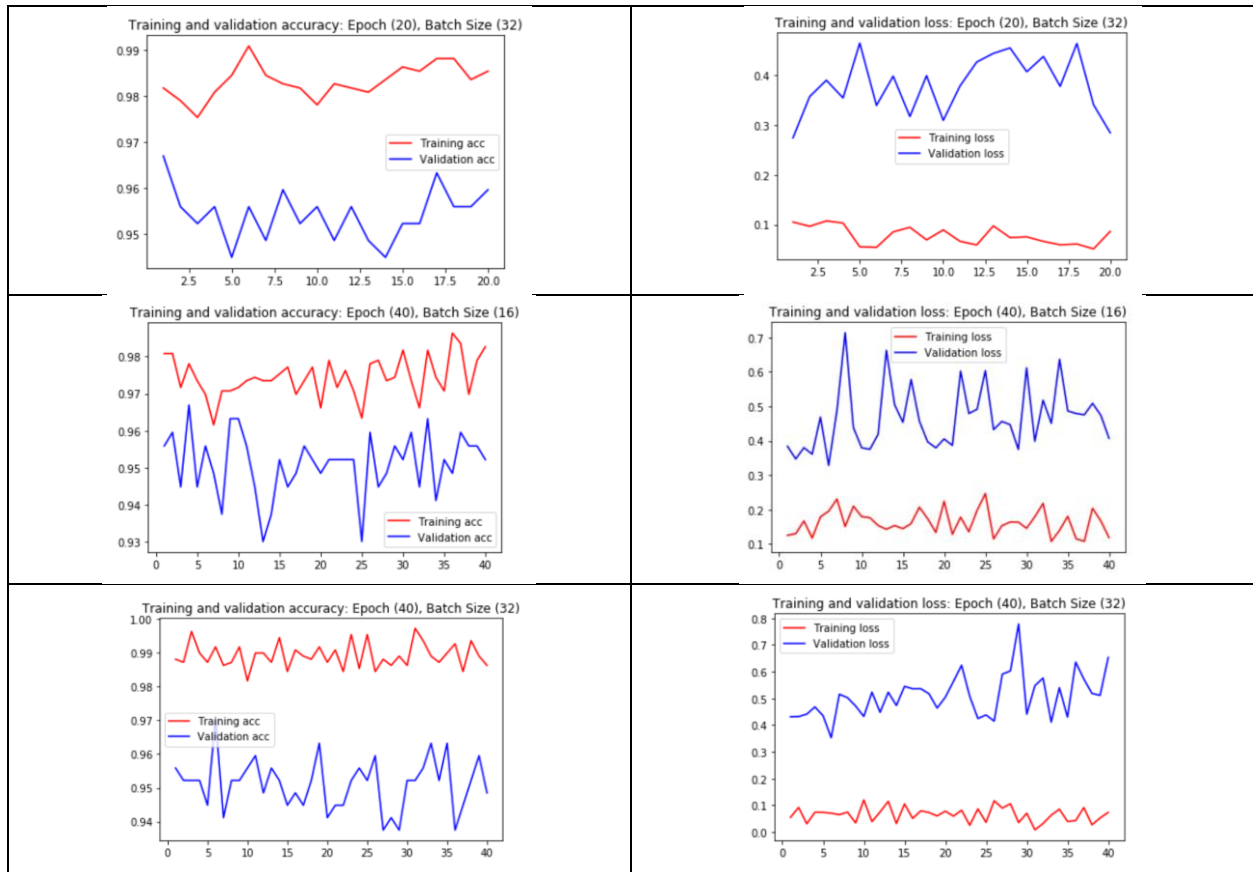 Training and validation accuracy: Epoch (20), Batch Size (32)
0.99
0.98
0.97
0.96
0.95
Training acc
Validation acc
2.5 5.0 7.5 10.0 12.5 15.0 17.5 20.0
Training and validation loss: Epoch (20), Batch Size (32)
0.4
0.3
0.2
0.1
Training loss
Validation loss
2.5 5.0 7.5 10.0 12.5 15.0 17.5 20.0
Training and validation accuracy: Epoch (40), Batch Size (16)
0.98
0.97
0.96
0.95
0.94
0.93
Training acc
Validation acc
0 5 10 15 20 25 30 35 40
Training and validation loss: Epoch (40), Batch Size (16)
0.7
0.6
0.5
0.4
0.3
0.2
0.1
Training loss
Validation loss
0 5 10 15 20 25 30 35 40
Training and validation accuracy: Epoch (40), Batch Size (32)
1.00
0.99
0.98
0.97
0.96
0.95
0.94
Training acc
Validation acc
0 5 10 15 20 25 30 35 40
Training and validation loss: Epoch (40), Batch Size (32)
0.8
0.7
0.6
0.5
0.4
0.3
0.2
0.1
0.0
Training loss
Validation loss
0 5 10 15 20 25 30 35 40